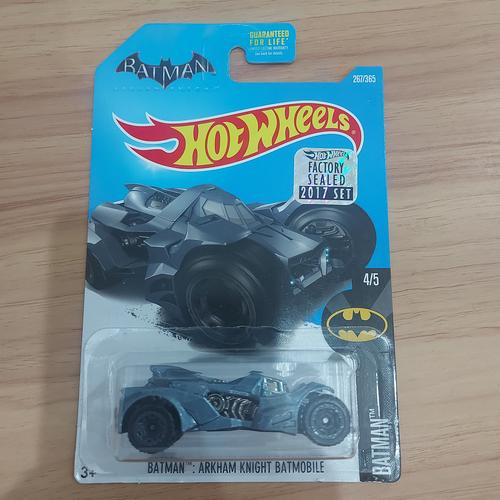 "GUARANTEED
FOR LIFE"
BATMAN
267/365
HOT WHEELS
HOT WHEELS
FACTORY
SEALED
2017 SET
4/5
BATMAN™
3+
BATMAN™: ARKHAM KNIGHT BATMOBILE